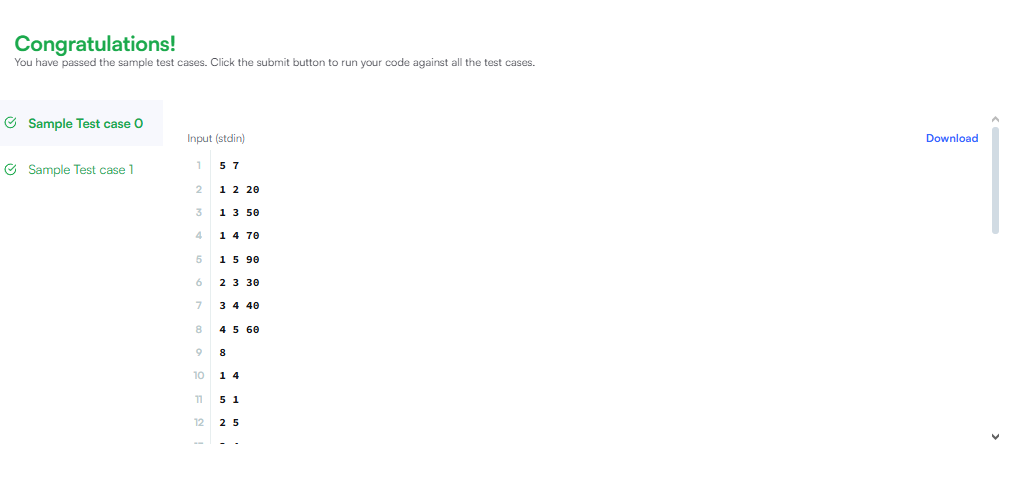 Congratulations!
You have passed the sample test cases. Click the submit button to run your code against all the test cases.
Sample Test case 0
Sample Test case 1
Input (stdin)
Download
1 5 7
2 1 2 20
3 1 3 50
4 1 4 70
5 1 5 90
6 2 3 30
7 3 4 40
8 4 5 60
9 8
10 1 4
11 5 1
12 2 5